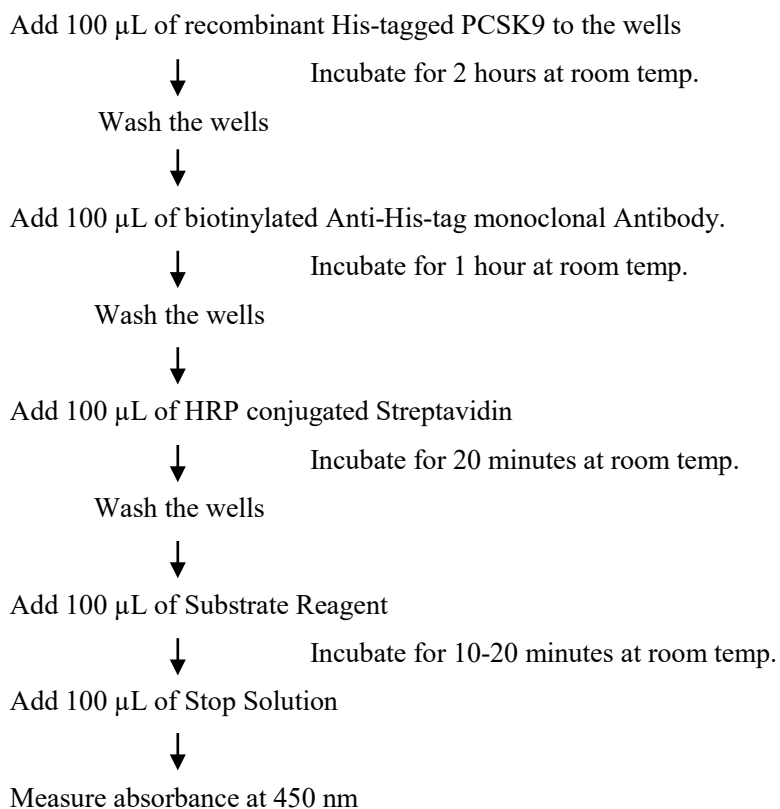 Add 100 µL of recombinant His-tagged PCSK9 to the wells
Incubate for 2 hours at room temp.
Wash the wells
Add 100 µL of biotinylated Anti-His-tag monoclonal Antibody.
Incubate for 1 hour at room temp.
Wash the wells
Add 100 µL of HRP conjugated Streptavidin
Incubate for 20 minutes at room temp.
Wash the wells
Add 100 µL of Substrate Reagent
Incubate for 10-20 minutes at room temp.
Add 100 µL of Stop Solution
Measure absorbance at 450 nm